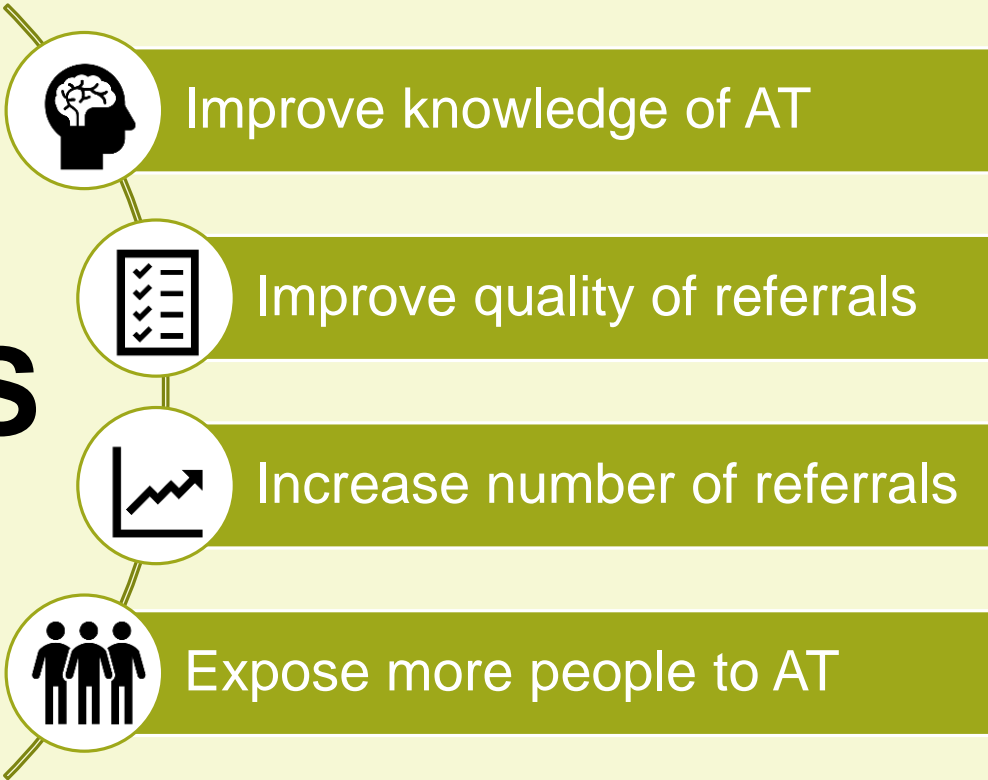 Improve knowledge of AT
Improve quality of referrals
s
Increase number of referrals
Expose more people to AT